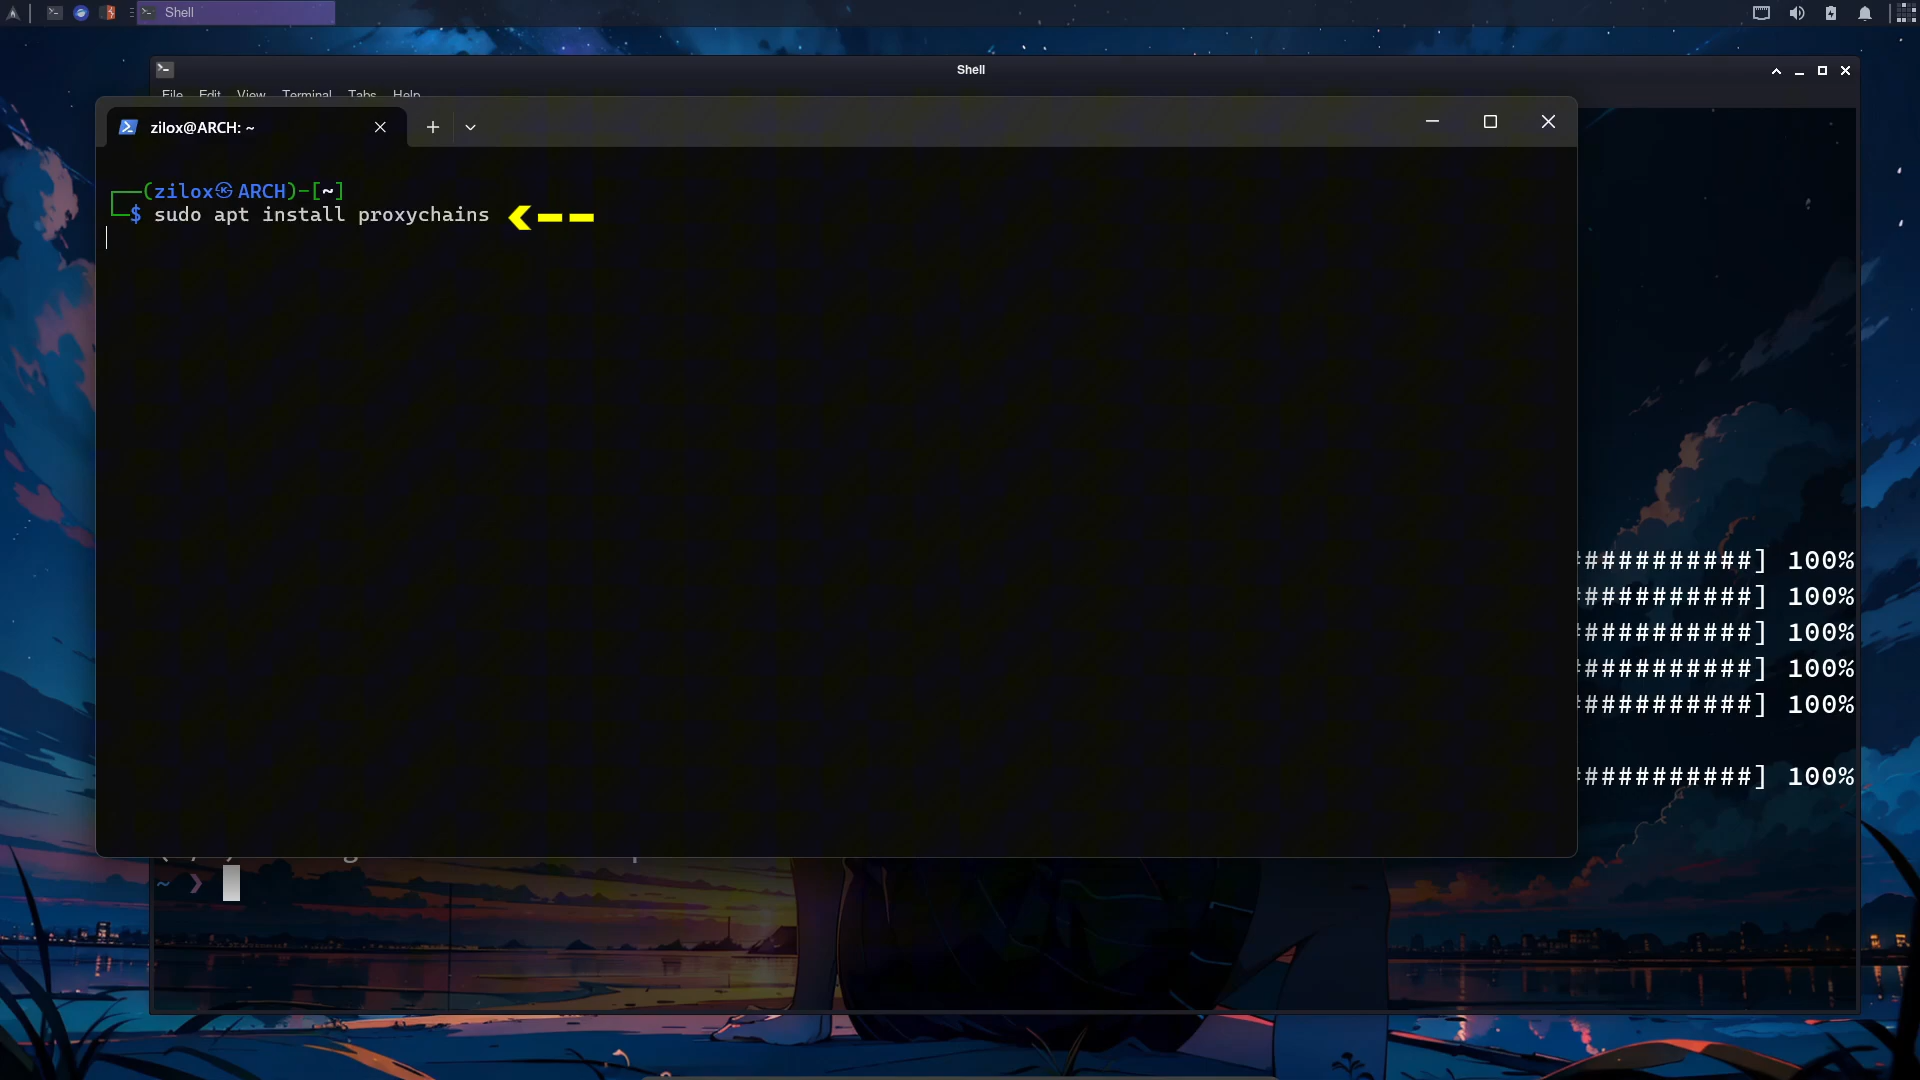 Shell
Shell
File Edit View Terminal Tabs Help
zilox@ARCH: ~
(zilox㉿ARCH)-[~]
$ sudo apt install proxychains
##########] 100%
##########] 100%
##########] 100%
##########] 100%
##########] 100%
##########] 100%
~ ❯